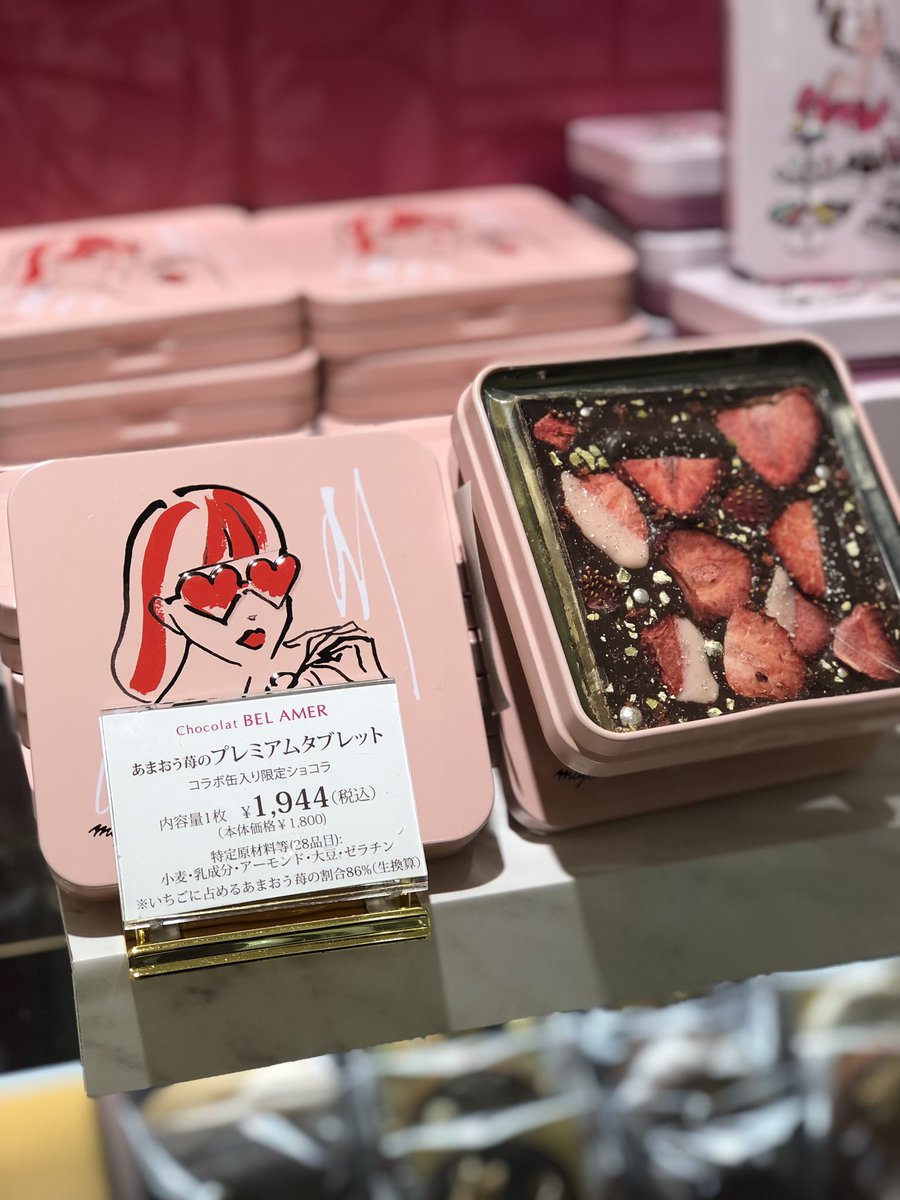 Chocolat BEL AMER
あまおう苺のプレミアムタブレット
コラボ缶入り限定ショコラ
内容量1枚 ¥1,944(税込)
(本体価格¥1,800)
特定原材料等(28品目):
小麦・乳成分・アーモンド・大豆・ゼラチン
※いちごに占めるあまおう苺の割合86%(生換算)